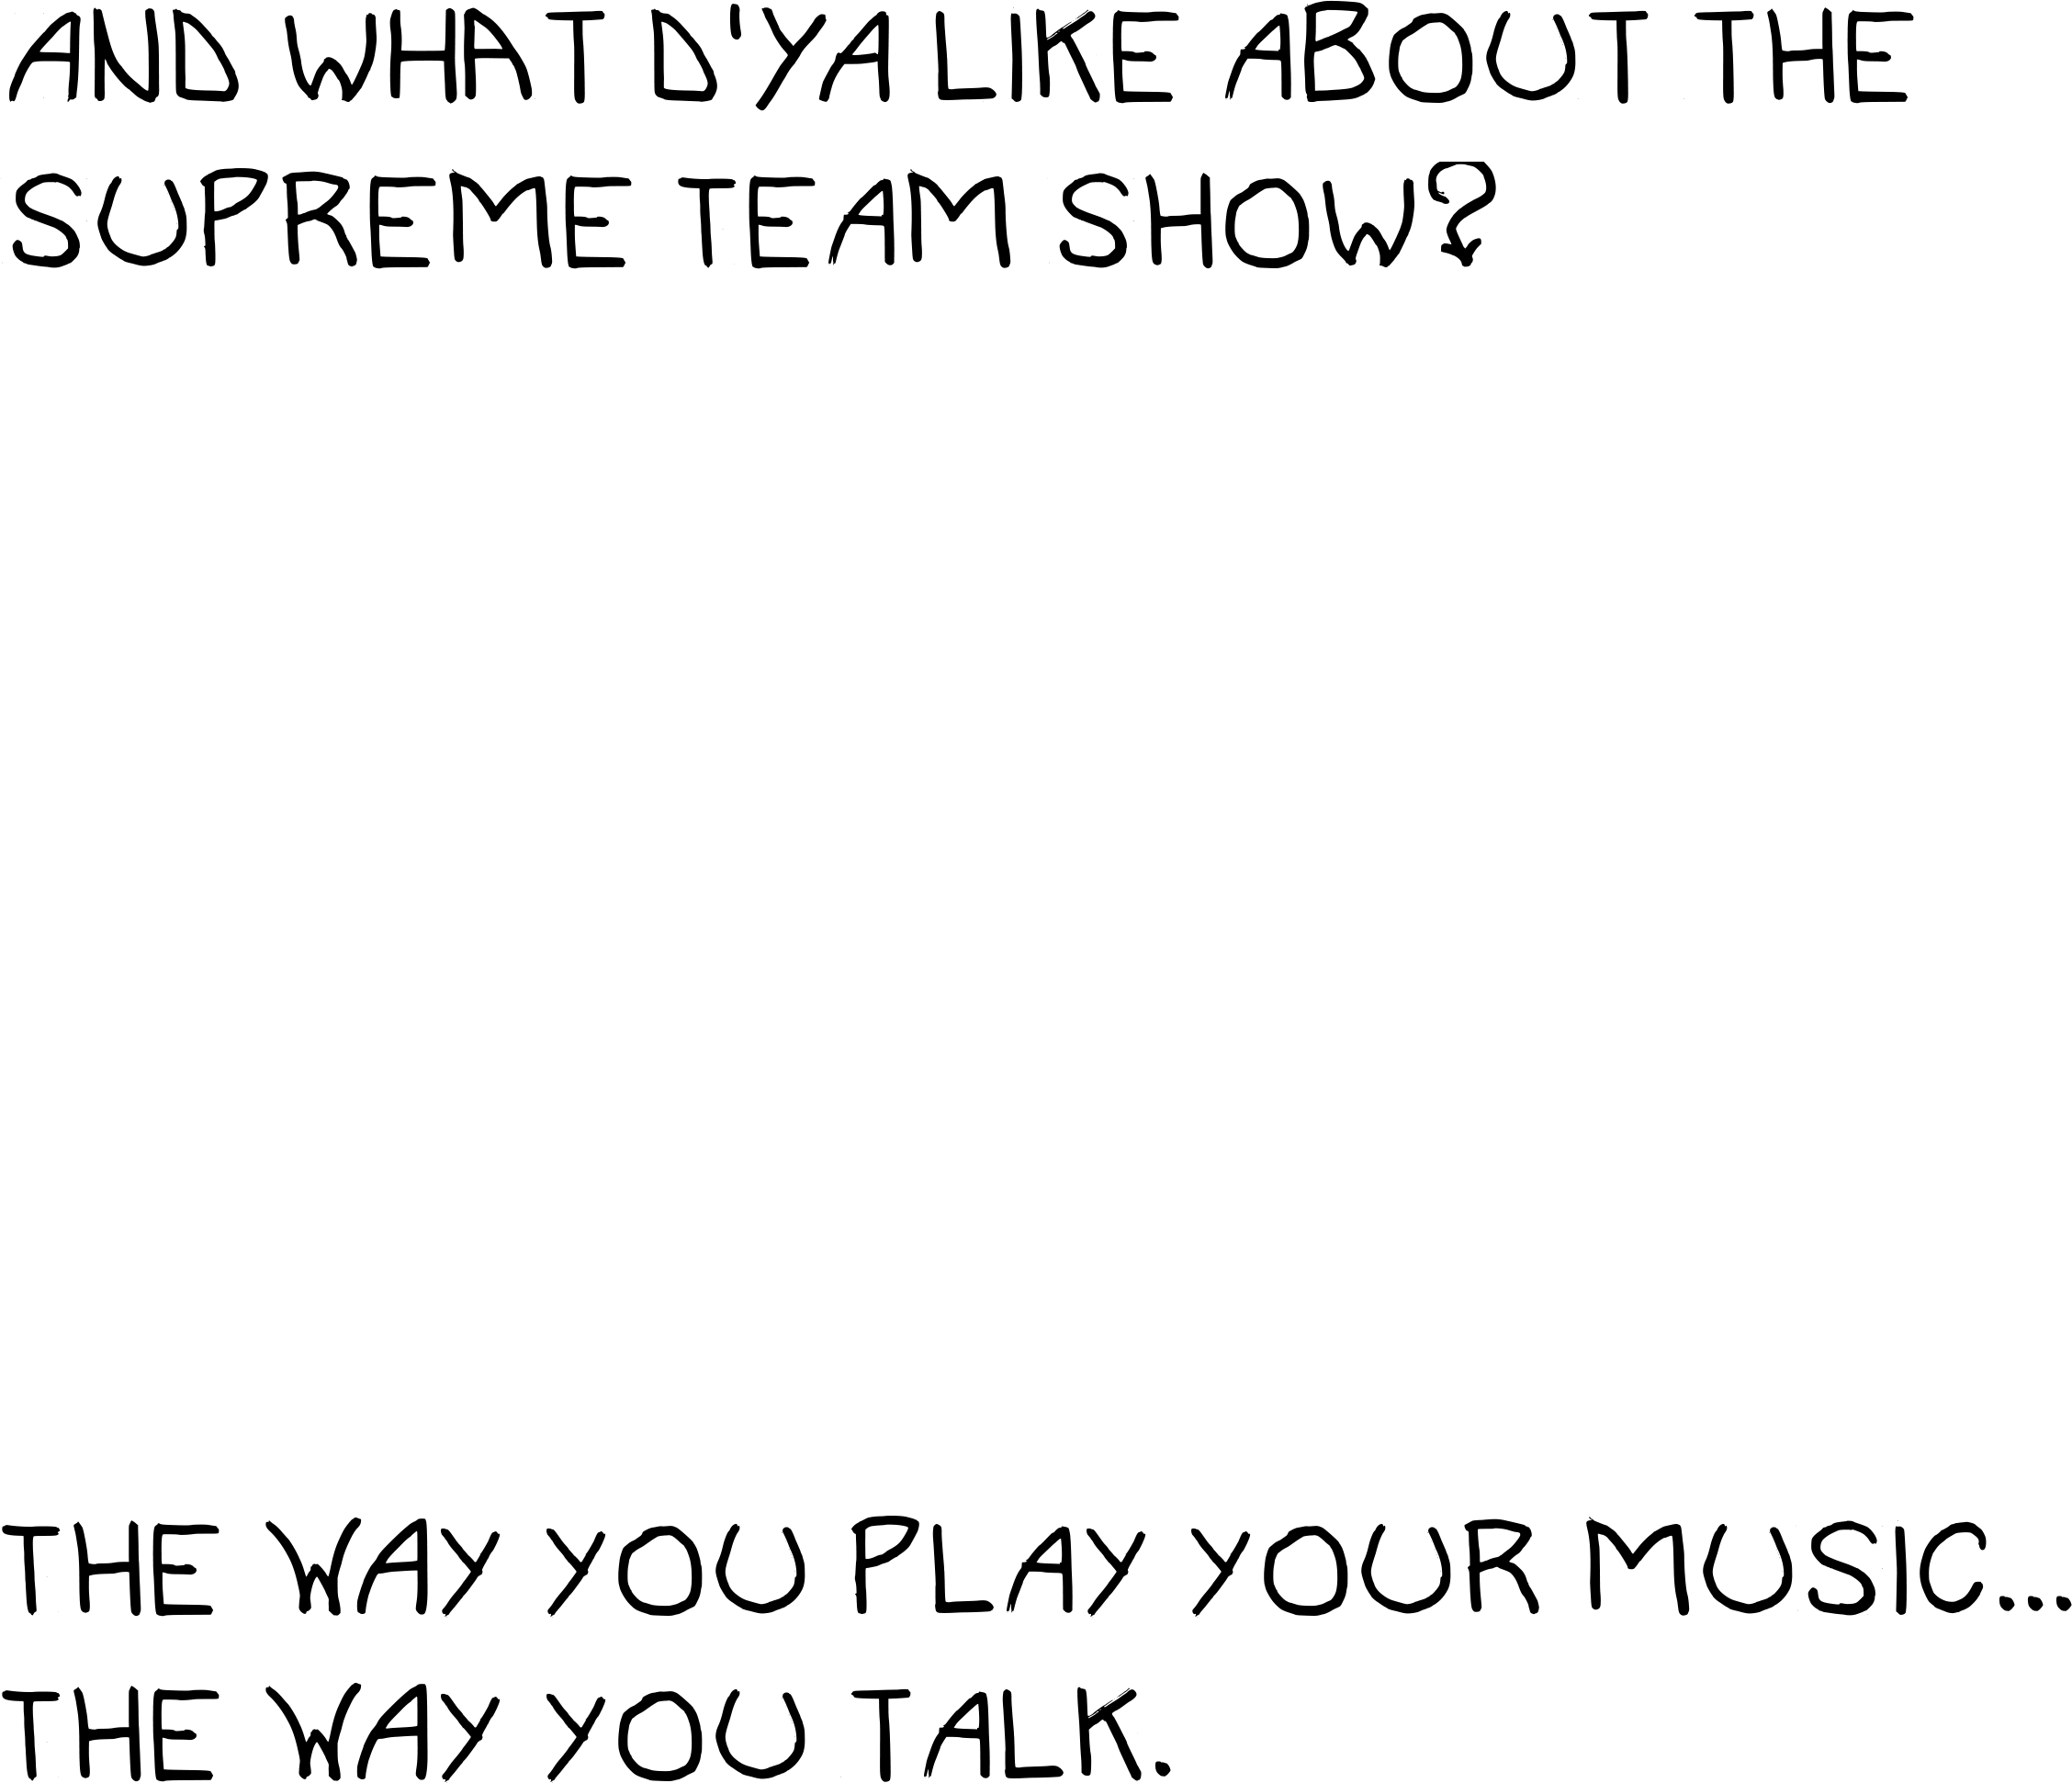 AND WHAT D'YA LIKE ABOUT THE
SUPREME TEAM SHOW?
THE WAY YOU PLAY YOUR MUSIC...
THE WAY YOU TALK.